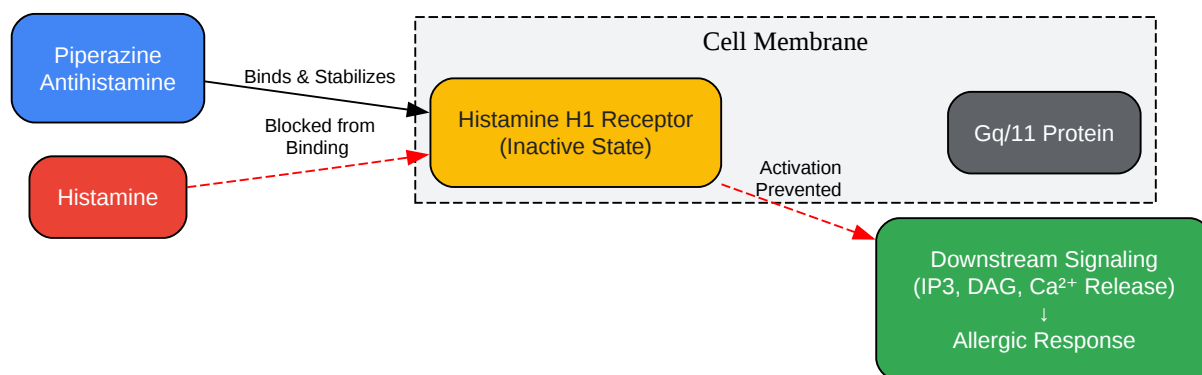 Piperazine
Antihistamine
Binds & Stabilizes
Cell Membrane
Histamine H1 Receptor
(Inactive State)
Gq/11 Protein
Blocked from
Binding
Histamine
Activation
Prevented
Downstream Signaling
(IP3, DAG, Ca²⁺ Release)
↓
Allergic Response